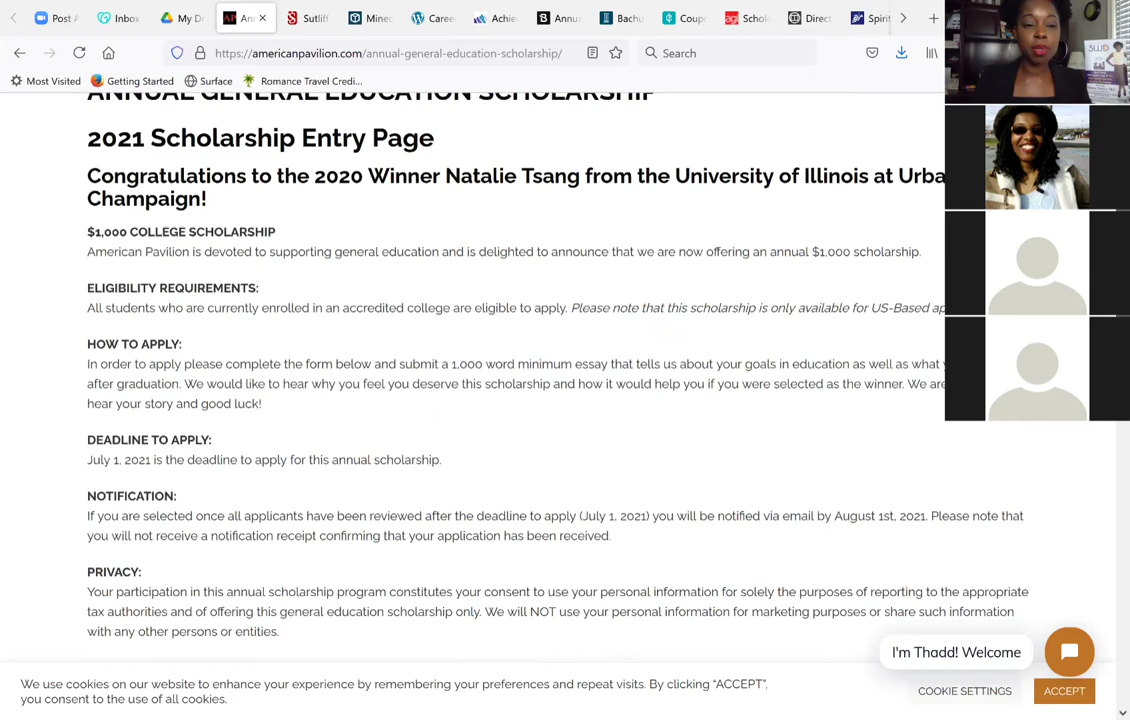 Post A
Inbox
My Dr
An
Sutliff
Minec
Caree
Achiev
Annu
Bachu
Coup
Schola
Direct
Spirit
https://americanpavilion.com/annual-general-education-scholarship/
Search
Most Visited
Getting Started
Surface
Romance Travel Credi...
ANNUAL GENERAL EDUCATION SCHOLARSHIP
2021 Scholarship Entry Page
Congratulations to the 2020 Winner Natalie Tsang from the University of Illinois at Urba
Champaign!
$1,000 COLLEGE SCHOLARSHIP
American Pavilion is devoted to supporting general education and is delighted to announce that we are now offering an annual $1,000 scholarship.
ELIGIBILITY REQUIREMENTS:
All students who are currently enrolled in an accredited college are eligible to apply. Please note that this scholarship is only available for US-Based ap
HOW TO APPLY:
In order to apply please complete the form below and submit a 1,000 word minimum essay that tells us about your goals in education as well as what
after graduation. We would like to hear why you feel you deserve this scholarship and how it would help you if you were selected as the winner. We are
hear your story and good luck!
DEADLINE TO APPLY:
July 1, 2021 is the deadline to apply for this annual scholarship.
NOTIFICATION:
If you are selected once all applicants have been reviewed after the deadline to apply (July 1, 2021) you will be notified via email by August 1st, 2021. Please note that
you will not receive a notification receipt confirming that your application has been received.
PRIVACY:
Your participation in this annual scholarship program constitutes your consent to use your personal information for solely the purposes of reporting to the appropriate
tax authorities and of offering this general education scholarship only. We will NOT use your personal information for marketing purposes or share such information
with any other persons or entities.
I'm Thadd! Welcome
We use cookies on our website to enhance your experience by remembering your preferences and repeat visits. By clicking “ACCEPT”,
you consent to the use of all cookies.
COOKIE SETTINGS
ACCEPT